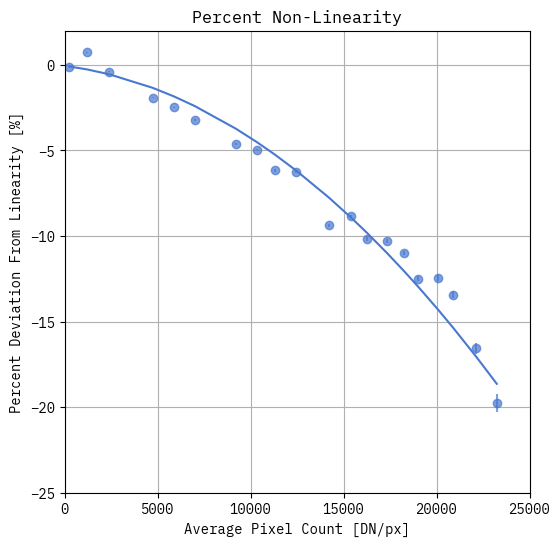 Percent Non-Linearity
Percent Deviation From Linearity [%]
0
−5
−10
−15
−20
−25
0 5000 10000 15000 20000 25000
Average Pixel Count [DN/px]